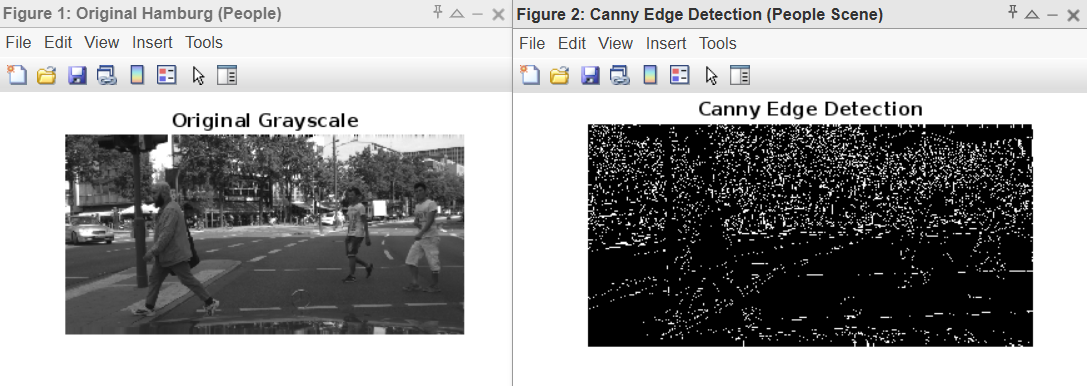 Figure 1: Original Hamburg (People)
File Edit View Insert Tools
Original Grayscale
Figure 2: Canny Edge Detection (People Scene)
File Edit View Insert Tools
Canny Edge Detection